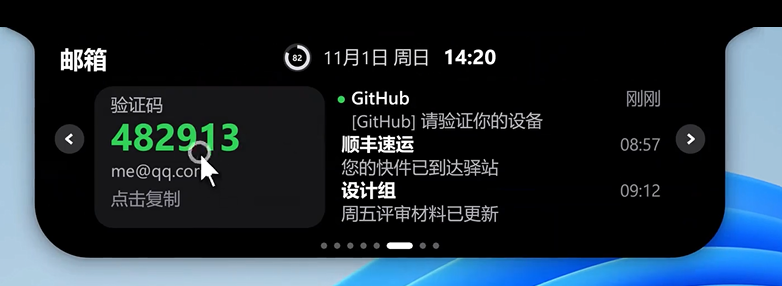 邮箱
82
11月1日 周日
14:20
验证码
482913
me@qq.com
点击复制
GitHub 刚刚
[GitHub] 请验证你的设备
顺丰速运 08:57
您的快件已到达驿站
设计组 09:12
周五评审材料已更新